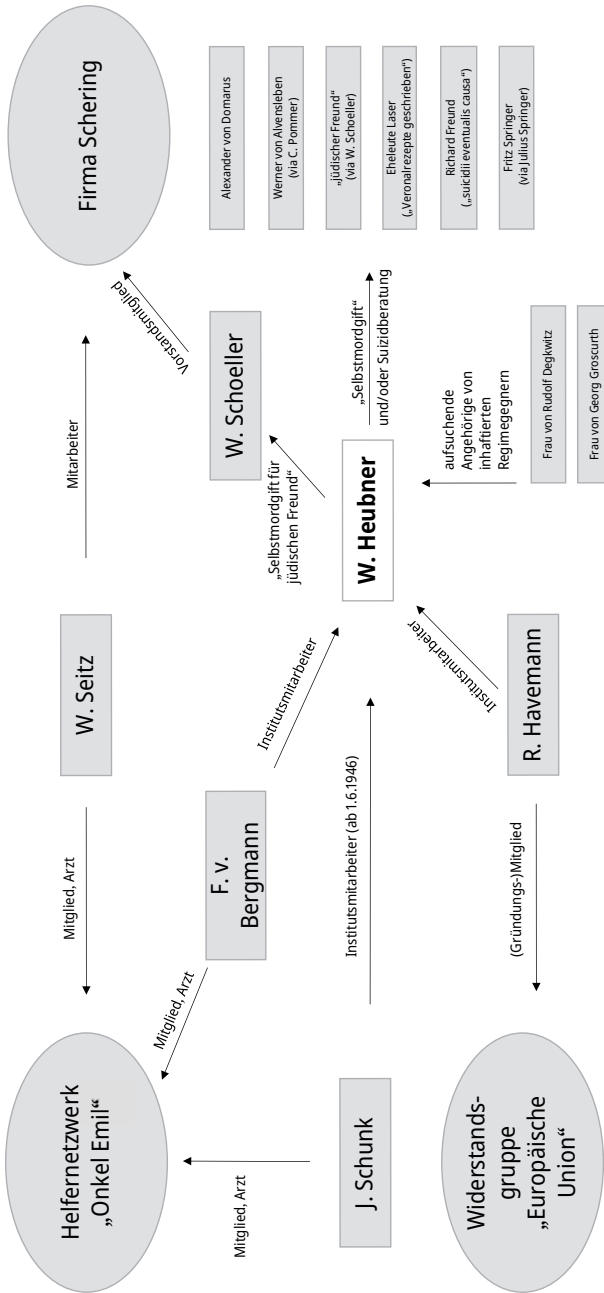 Helfernetzwerk
„Onkel Emil“
Mitglied, Arzt
W. Seitz
Mitarbeiter
Firma Schering
Mitglied, Arzt
F. v.
Bergmann
Institutsmitarbeiter
„Selbstmordgift für
jüdischen Freund“
W. Schoeller
Vorstandsmitglied
Mitglied, Arzt
J. Schunk
Institutsmitarbeiter (ab 1.6.1946)
W. Heubner
„Selbstmordgift“
und/oder Suizidberatung
Alexander von Domarus
Werner von Alvensleben
(via C. Pommer)
„jüdischer Freund“
(via W. Schoeller)
Eheleute Laser
(„Veronalrezepte geschrieben“)
Richard Freund
(„suicidii eventualis causa“)
Fritz Springer
(via Julius Springer)
Widerstands-
gruppe
„Europäische
Union“
(Gründungs-)Mitglied
R. Havemann
Institutsmitarbeiter
aufsuchende
Angehörige von
inhaftierten
Regimegegnern
Frau von Rudolf Degkwitz
Frau von Georg Groscurth